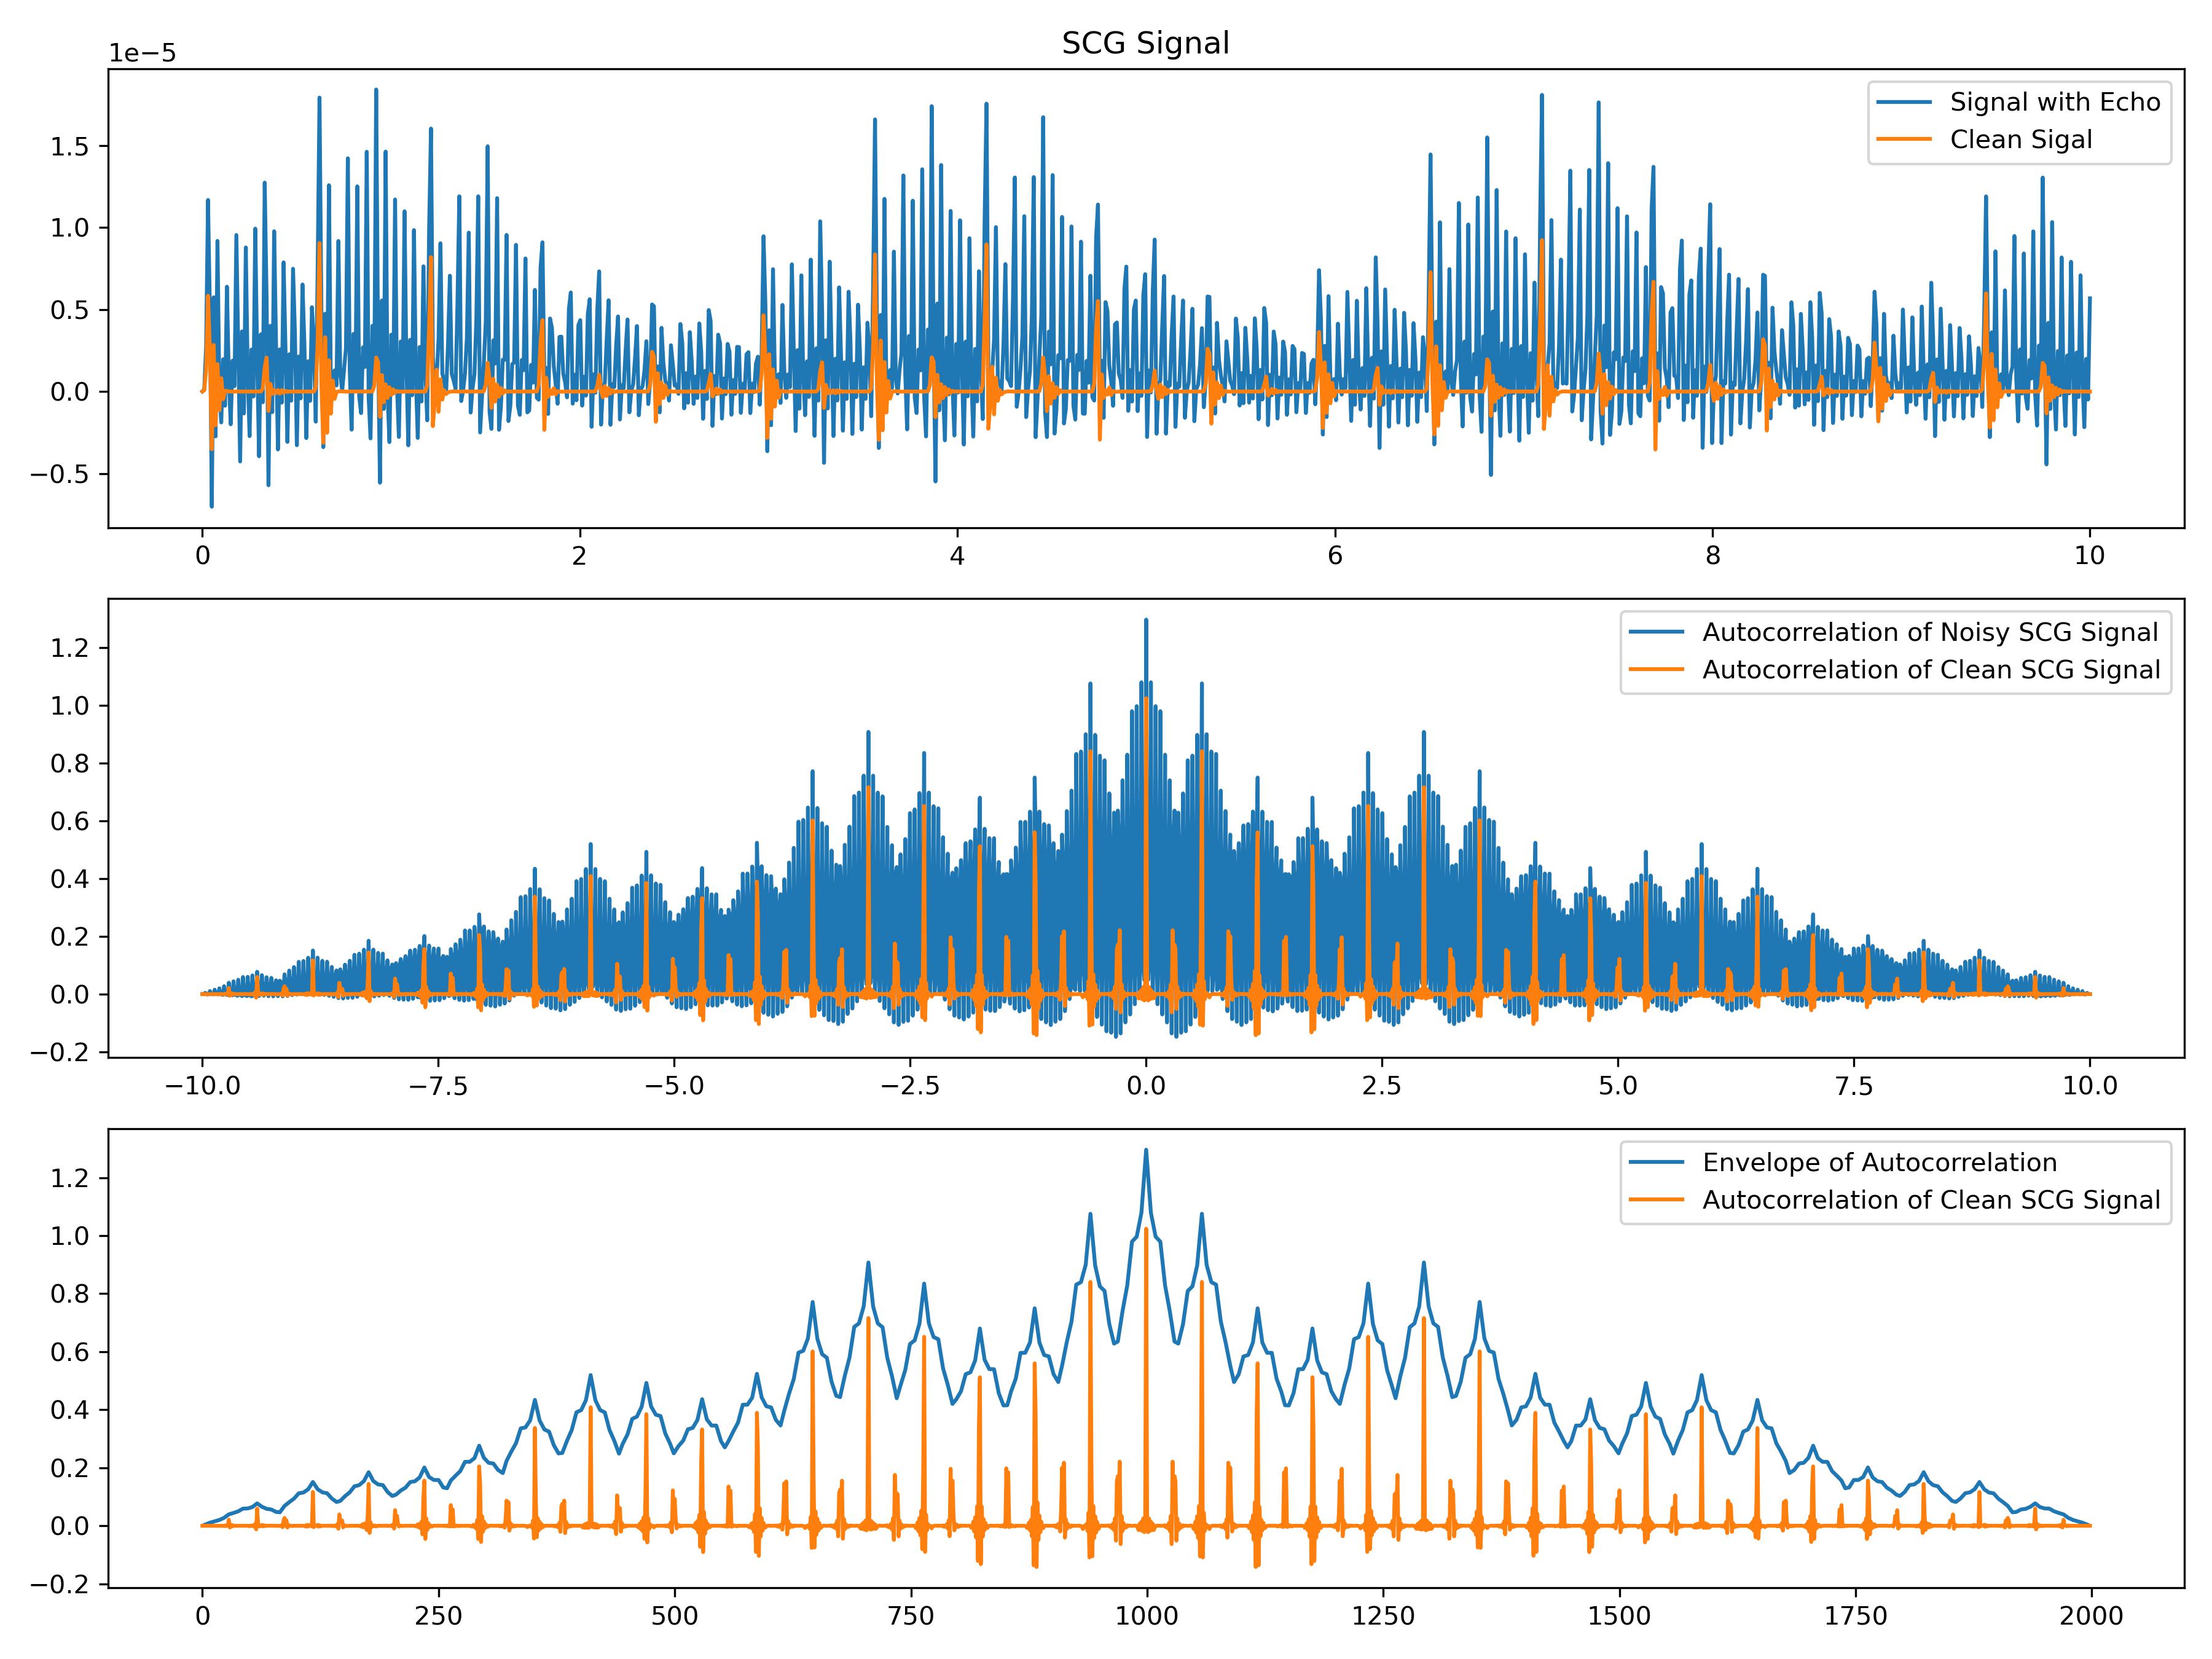 SCG Signal
1e−5
Signal with Echo
Clean Sigal
1.5
1.0
0.5
0.0
−0.5
0 2 4 6 8 10
Autocorrelation of Noisy SCG Signal
Autocorrelation of Clean SCG Signal
1.2
1.0
0.8
0.6
0.4
0.2
0.0
−0.2
−10.0 −7.5 −5.0 −2.5 0.0 2.5 5.0 7.5 10.0
Envelope of Autocorrelation
Autocorrelation of Clean SCG Signal
1.2
1.0
0.8
0.6
0.4
0.2
0.0
−0.2
0 250 500 750 1000 1250 1500 1750 2000